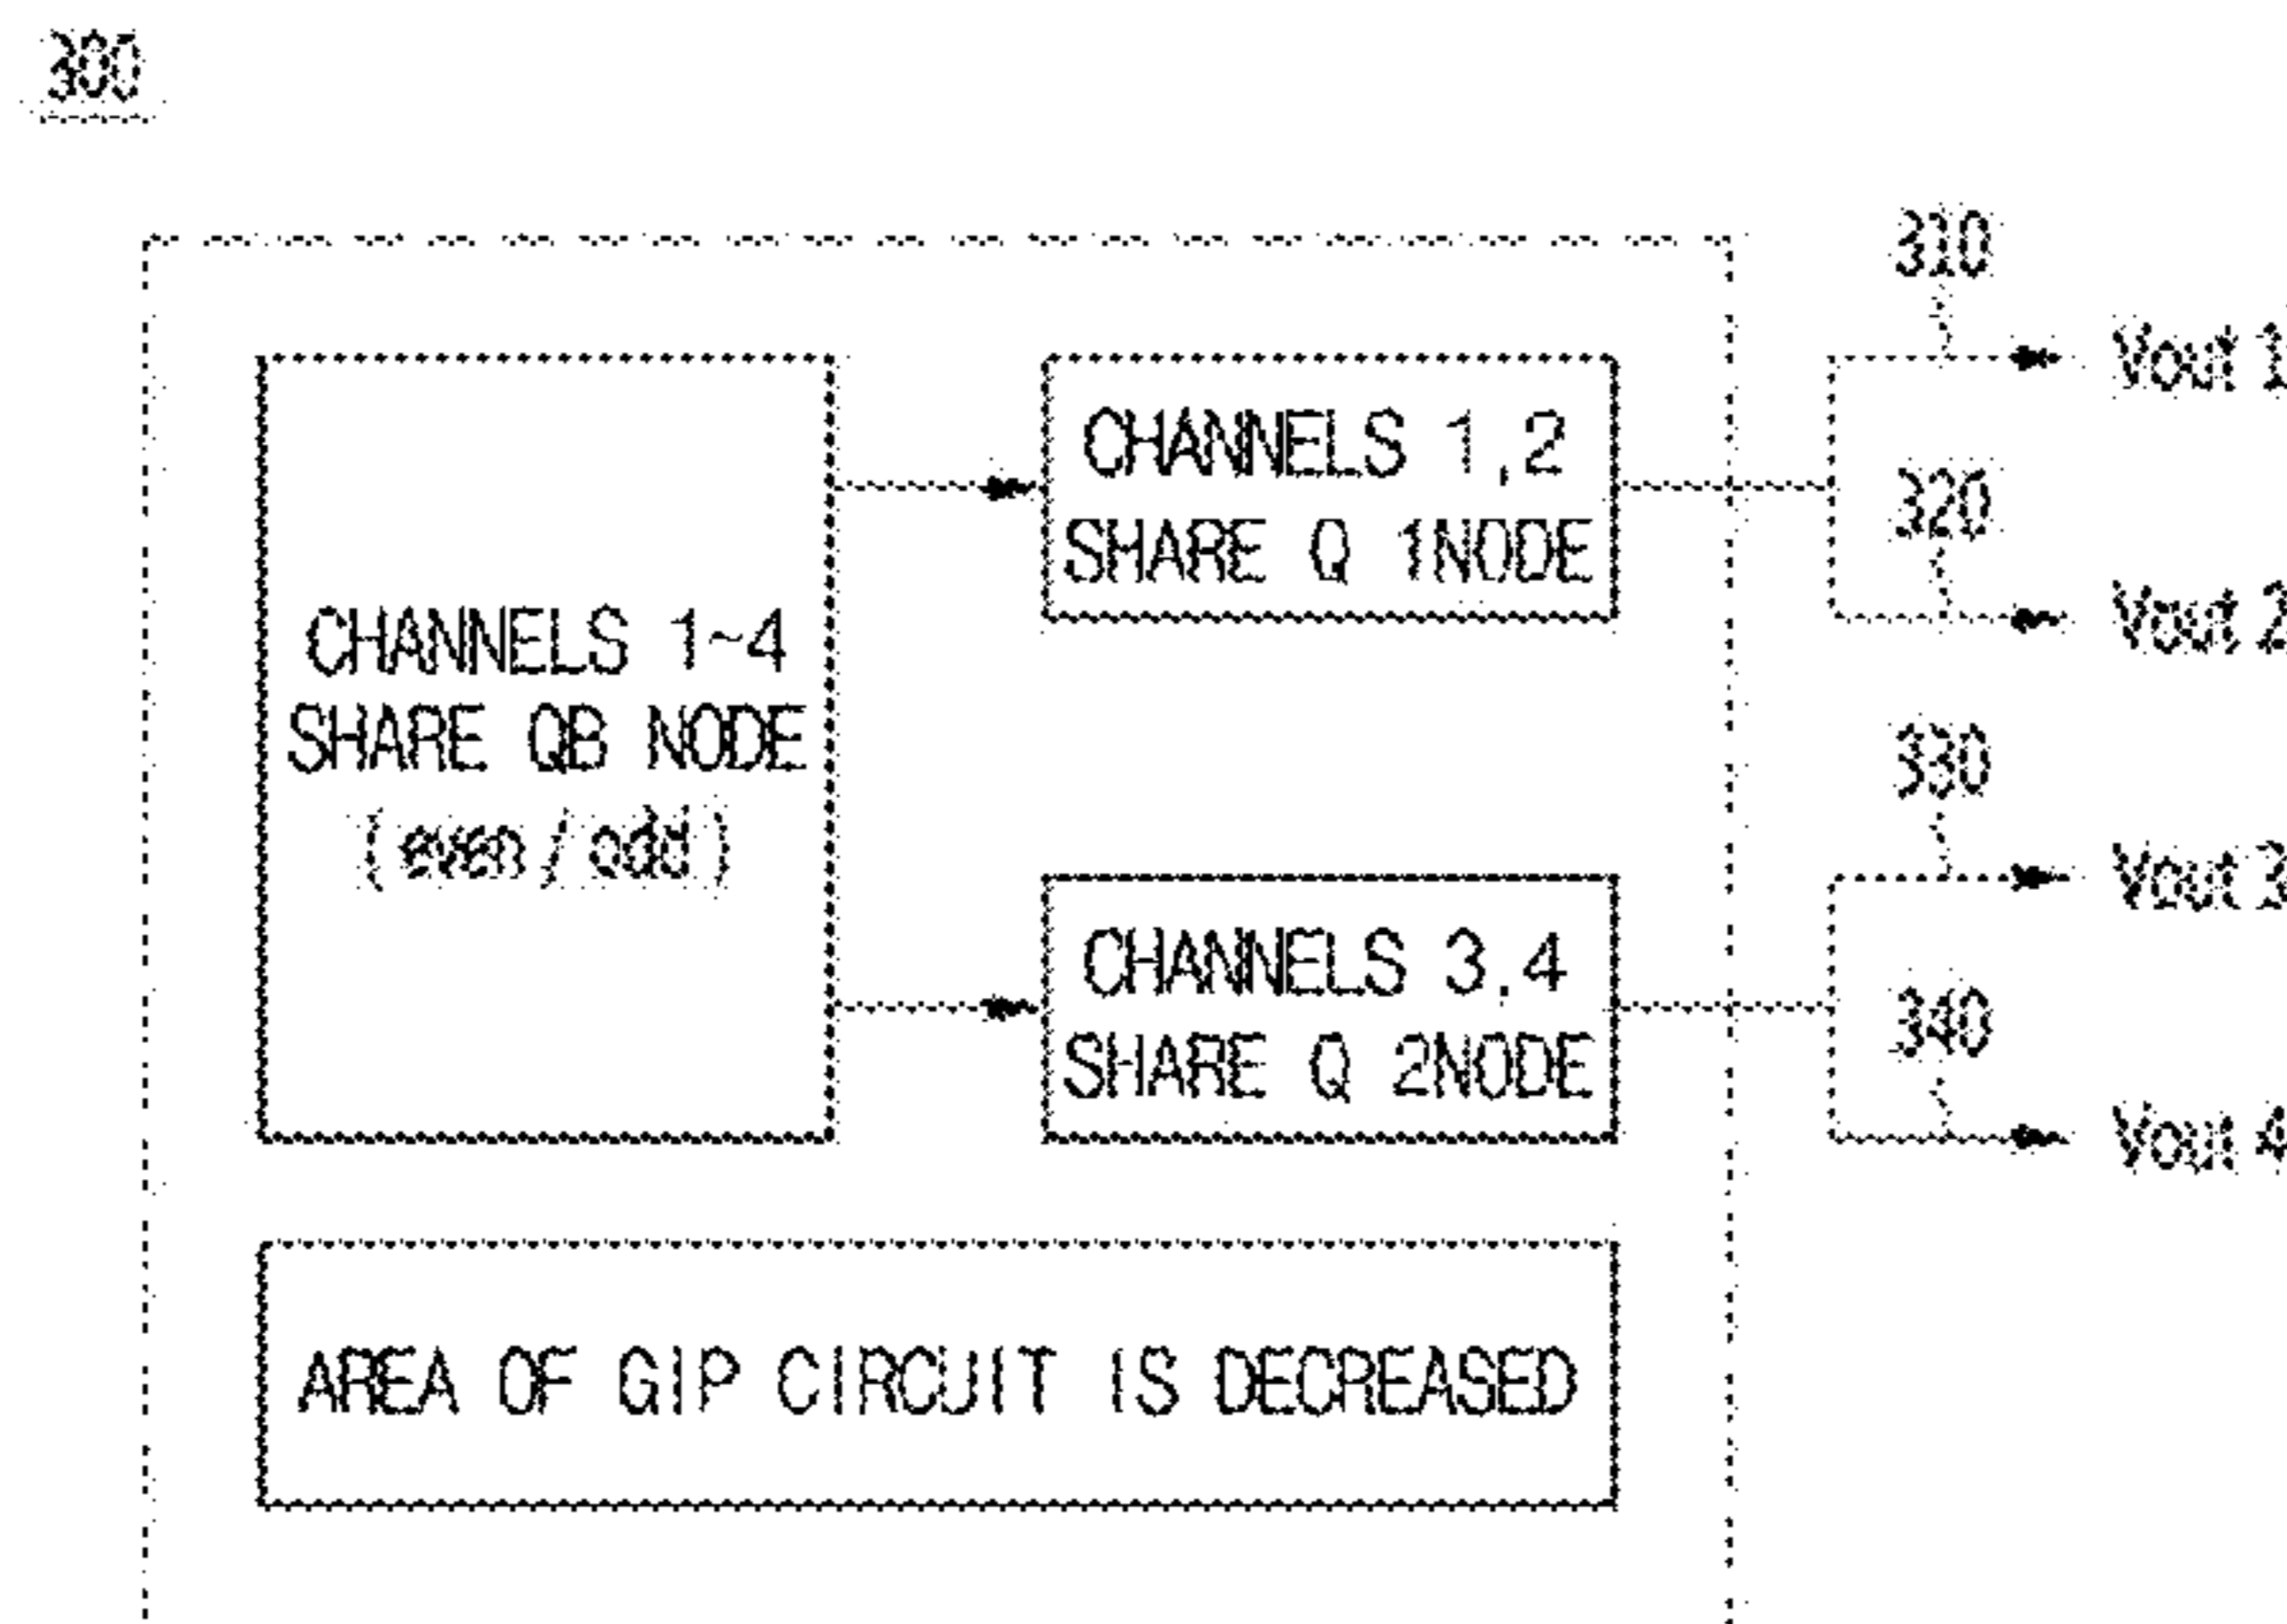 300
310
Vout 1
CHANNELS 1,2
SHARE Q 1NODE
320
Vout 2
CHANNELS 1~4
SHARE QB NODE
(even/odd)
330
Vout 3
CHANNELS 3,4
SHARE Q 2NODE
340
Vout 4
AREA OF GIP CIRCUIT IS DECREASED